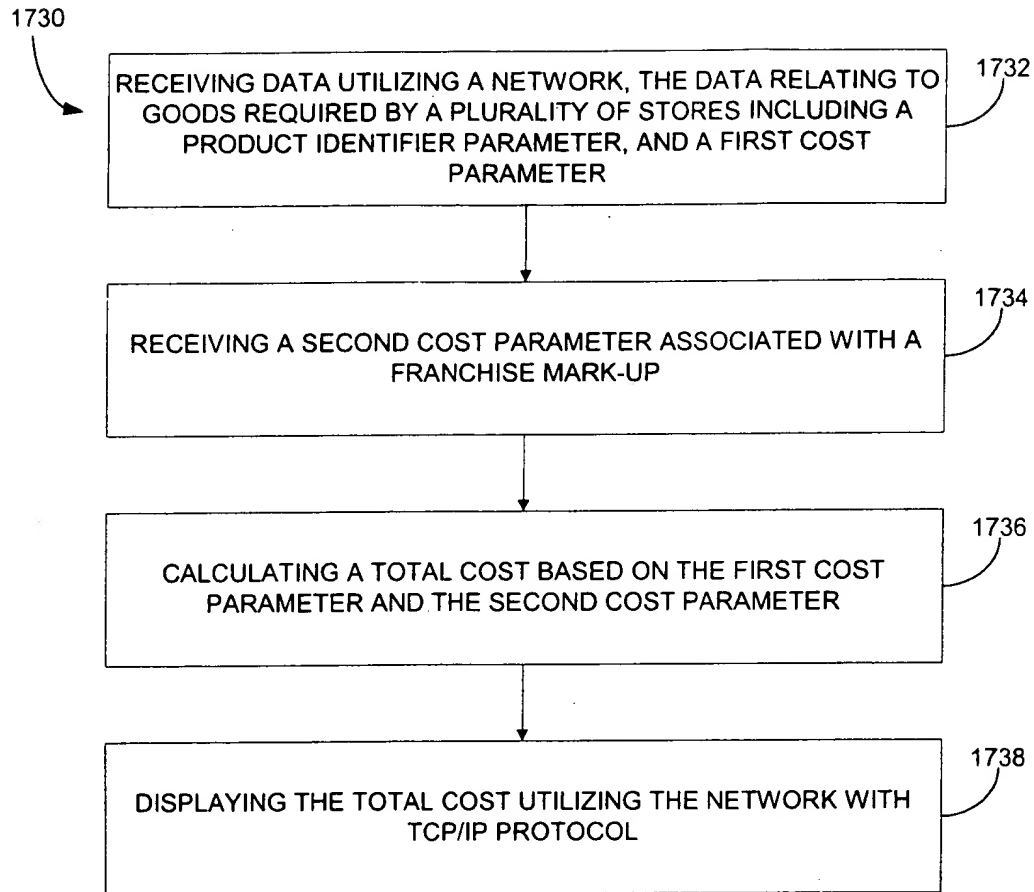 1730
RECEIVING DATA UTILIZING A NETWORK, THE DATA RELATING TO
GOODS REQUIRED BY A PLURALITY OF STORES INCLUDING A
PRODUCT IDENTIFIER PARAMETER, AND A FIRST COST
PARAMETER
1732
RECEIVING A SECOND COST PARAMETER ASSOCIATED WITH A
FRANCHISE MARK-UP
1734
CALCULATING A TOTAL COST BASED ON THE FIRST COST
PARAMETER AND THE SECOND COST PARAMETER
1736
DISPLAYING THE TOTAL COST UTILIZING THE NETWORK WITH
TCP/IP PROTOCOL
1738